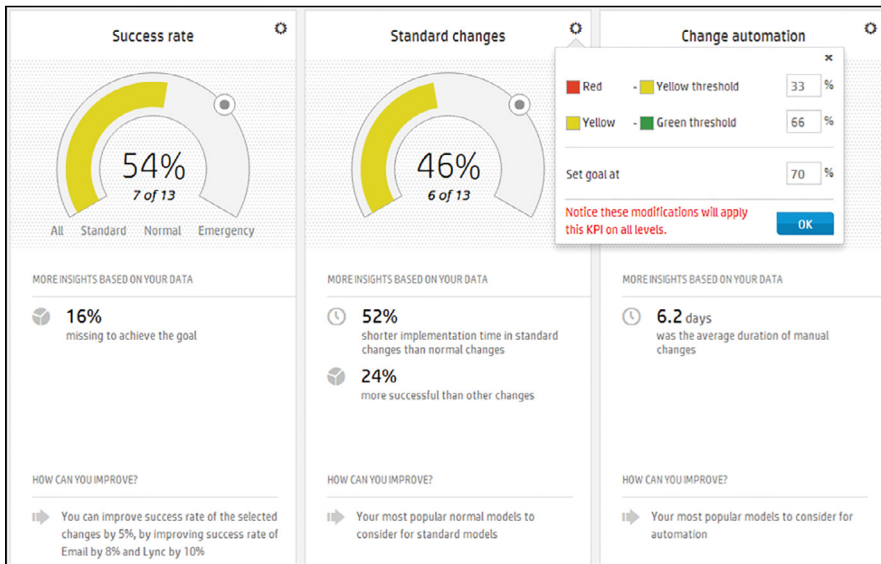 Success rate
54%
7 of 13
All Standard Normal Emergency
MORE INSIGHTS BASED ON YOUR DATA
16%
missing to achieve the goal
HOW CAN YOU IMPROVE?
You can improve success rate of the selected
changes by 5%, by improving success rate of
Email by 8% and Lync by 10%
Standard changes
46%
6 of 13
MORE INSIGHTS BASED ON YOUR DATA
52%
shorter implementation time in standard
changes than normal changes
24%
more successful than other changes
HOW CAN YOU IMPROVE?
Your most popular normal models to
consider for standard models
Change automation
×
Red - Yellow threshold 33 %
Yellow - Green threshold 66 %
Set goal at 70 %
Notice these modifications will apply
this KPI on all levels.
OK
MORE INSIGHTS BASED ON YOUR DATA
6.2 days
was the average duration of manual
changes
HOW CAN YOU IMPROVE?
Your most popular models to consider for
automation